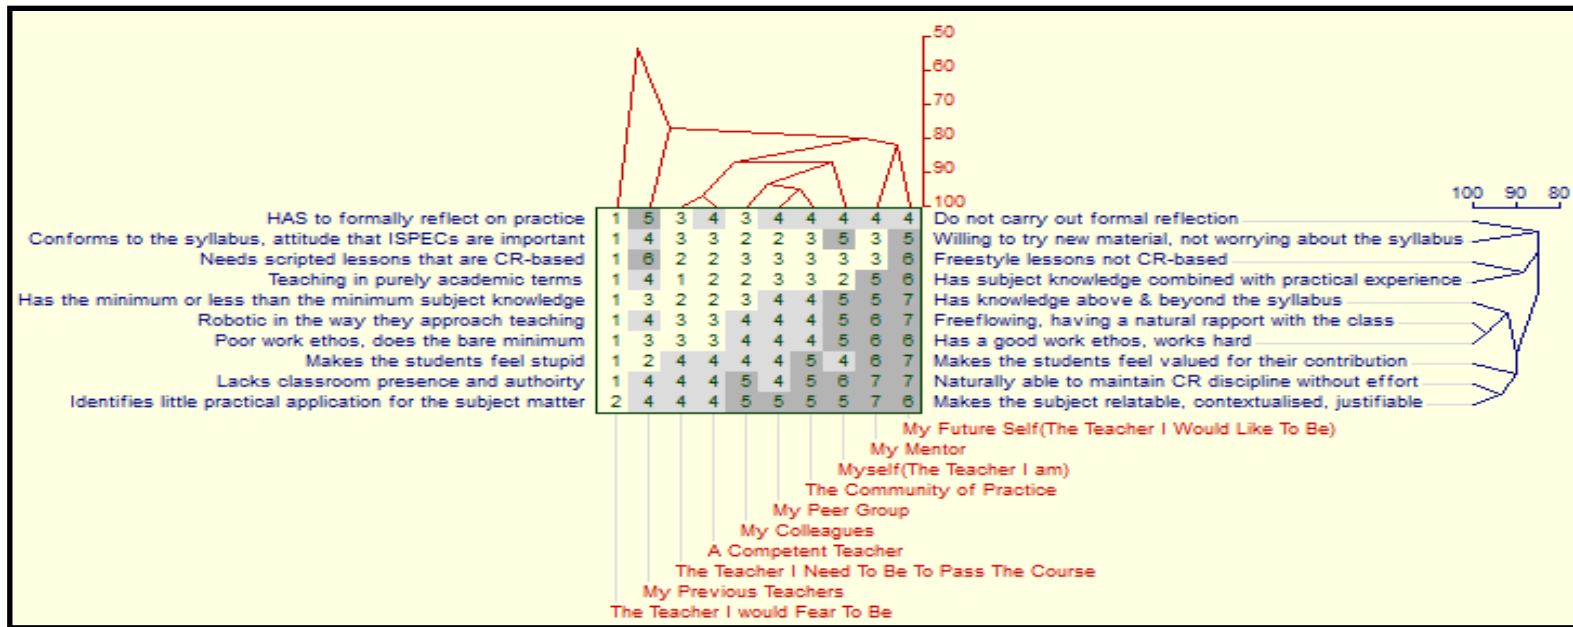 50
60
70
80
90
100
100 90 80
HAS to formally reflect on practice 1 5 3 4 3 4 4 4 4 4 Do not carry out formal reflection
Conforms to the syllabus, attitude that ISPECs are important 1 4 3 3 2 2 3 5 3 5 Willing to try new material, not worrying about the syllabus
Needs scripted lessons that are CR-based 1 6 2 2 3 3 3 3 3 6 Freestyle lessons not CR-based
Teaching in purely academic terms 1 4 1 2 2 3 3 2 5 6 Has subject knowledge combined with practical experience
Has the minimum or less than the minimum subject knowledge 1 3 2 2 3 4 4 5 5 7 Has knowledge above & beyond the syllabus
Robotic in the way they approach teaching 1 4 3 3 4 4 4 5 6 7 Freeflowing, having a natural rapport with the class
Poor work ethos, does the bare minimum 1 3 3 3 4 4 4 5 6 6 Has a good work ethos, works hard
Makes the students feel stupid 1 2 4 4 4 4 5 4 6 7 Makes the students feel valued for their contribution
Lacks classroom presence and authoirty 1 4 4 4 5 4 5 6 7 7 Naturally able to maintain CR discipline without effort
Identifies little practical application for the subject matter 2 4 4 4 5 5 5 5 7 6 Makes the subject relatable, contextualised, justifiable
My Future Self(The Teacher I Would Like To Be)
My Mentor
Myself(The Teacher I am)
The Community of Practice
My Peer Group
My Colleagues
A Competent Teacher
The Teacher I Need To Be To Pass The Course
My Previous Teachers
The Teacher I would Fear To Be